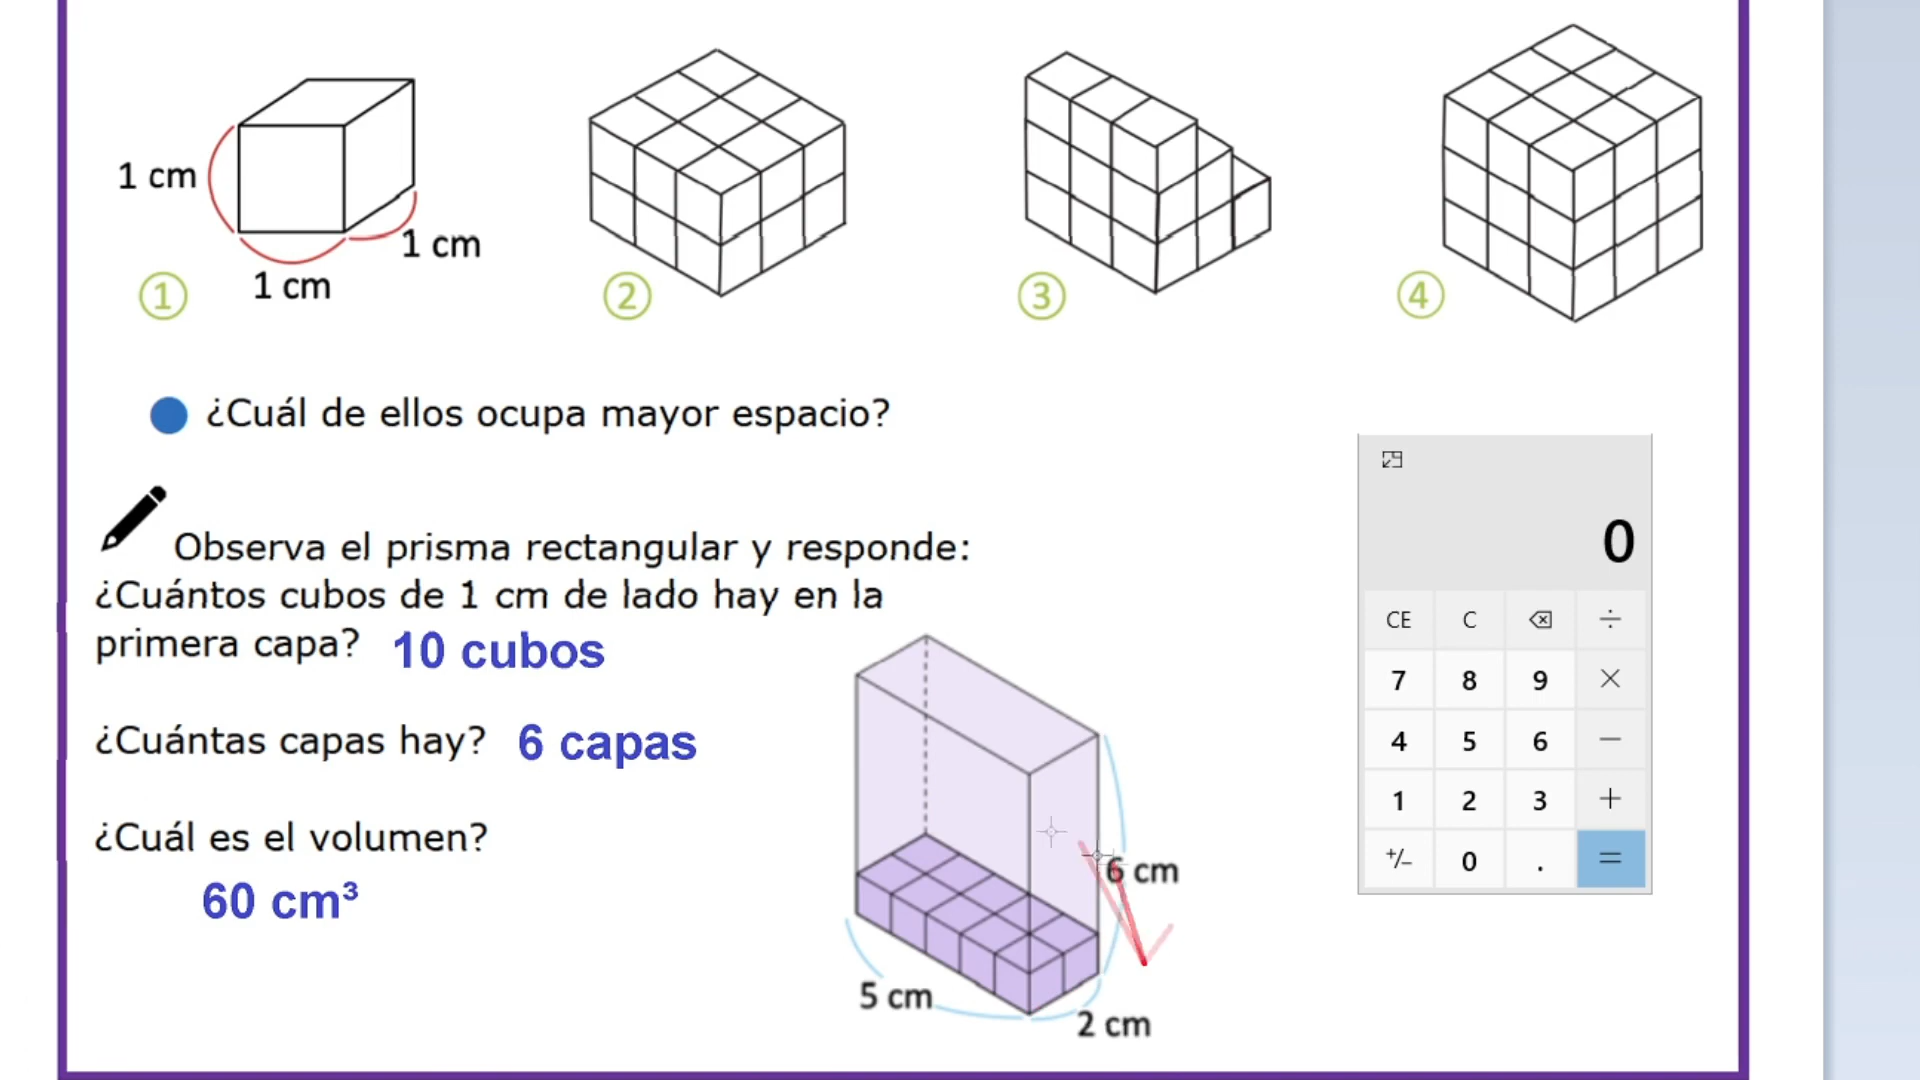 1 cm
1 cm
1 cm
1
2
3
4
¿Cuál de ellos ocupa mayor espacio?
Observa el prisma rectangular y responde:
¿Cuántos cubos de 1 cm de lado hay en la
primera capa? 10 cubos
¿Cuántas capas hay? 6 capas
¿Cuál es el volumen?
60 cm³
6 cm
5 cm
2 cm
0
CE C ⌫ ÷
7 8 9 ×
4 5 6 −
1 2 3 +
+/− 0 . =